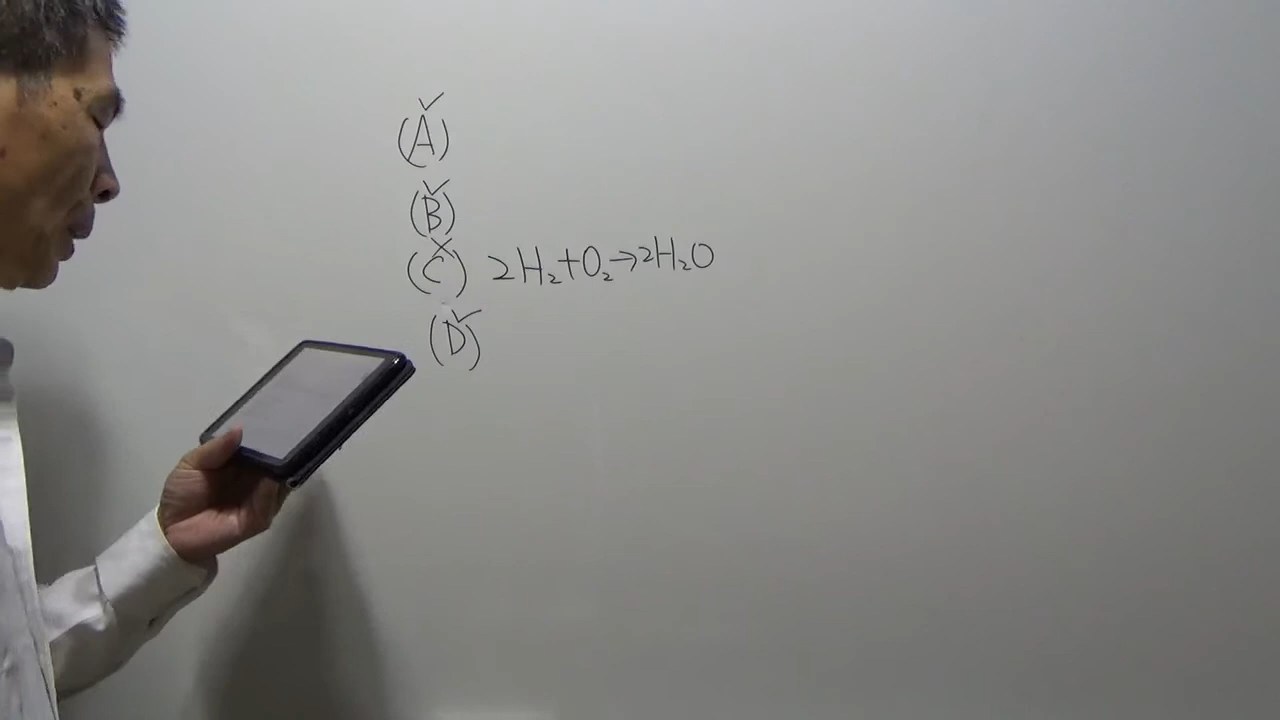 (A) ✓
(B) ✓
(C) × 2H₂+O₂→2H₂O
(D) ✓